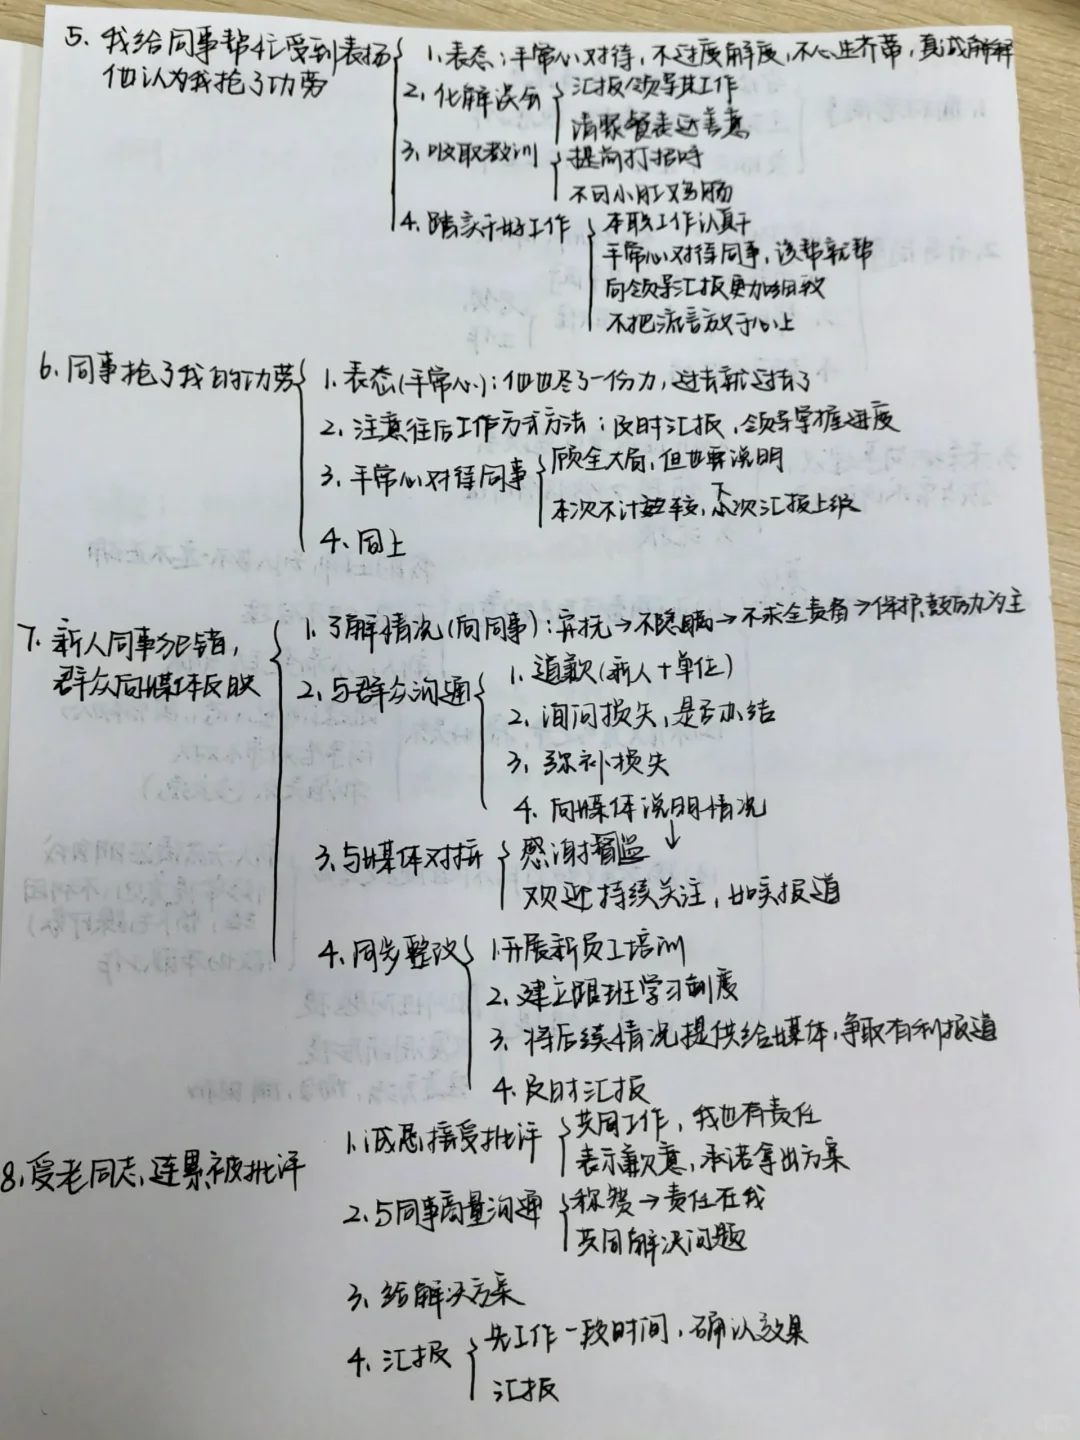 5、我给同事帮忙受到表扬
他认为我抢了功劳
1、表态：平常心对待，不过度解度，不心生芥蒂，真诚解释
2、化解误会
汇报领导其工作
请聚餐表达善意
3、吸取教训
提前打招呼
不可小肚鸡肠
4、踏实干好工作
本职工作认真干
平常心对待同事，该帮就帮
向领导汇报更加细致
不把流言放于心上
6、同事抢了我的功劳
1、表态(平常心)：他也尽了一份力，过去就过去了
2、注意往后工作方式方法：及时汇报，领导掌握进度
3、平常心对待同事
顾全大局，但也要说明
本次不计较，下次汇报上级
4、同上
7、新人同事犯错，
群众向媒体反映
1、了解情况(向同事)：安抚→不隐瞒→不求全责备→保护鼓励为主
2、与群众沟通
1、道歉(新人+单位)
2、询问损失，是否办结
3、弥补损失
4、向媒体说明情况
3、与媒体对接
感谢
欢迎持续关注，如实报道
4、同步整改
1.开展新员工培训
2、建立跟班学习制度
3、将后续情况提供给媒体，争取有利报道
4、及时汇报
8、受老同志连累被批评
1、诚恳接受批评
共同工作，我也有责任
表示歉意，承诺拿出方案
2、与同事商量沟通
称赞→责任在我
共同解决问题
3、给解决方案
4、汇报
先工作一段时间，确认效果
汇报